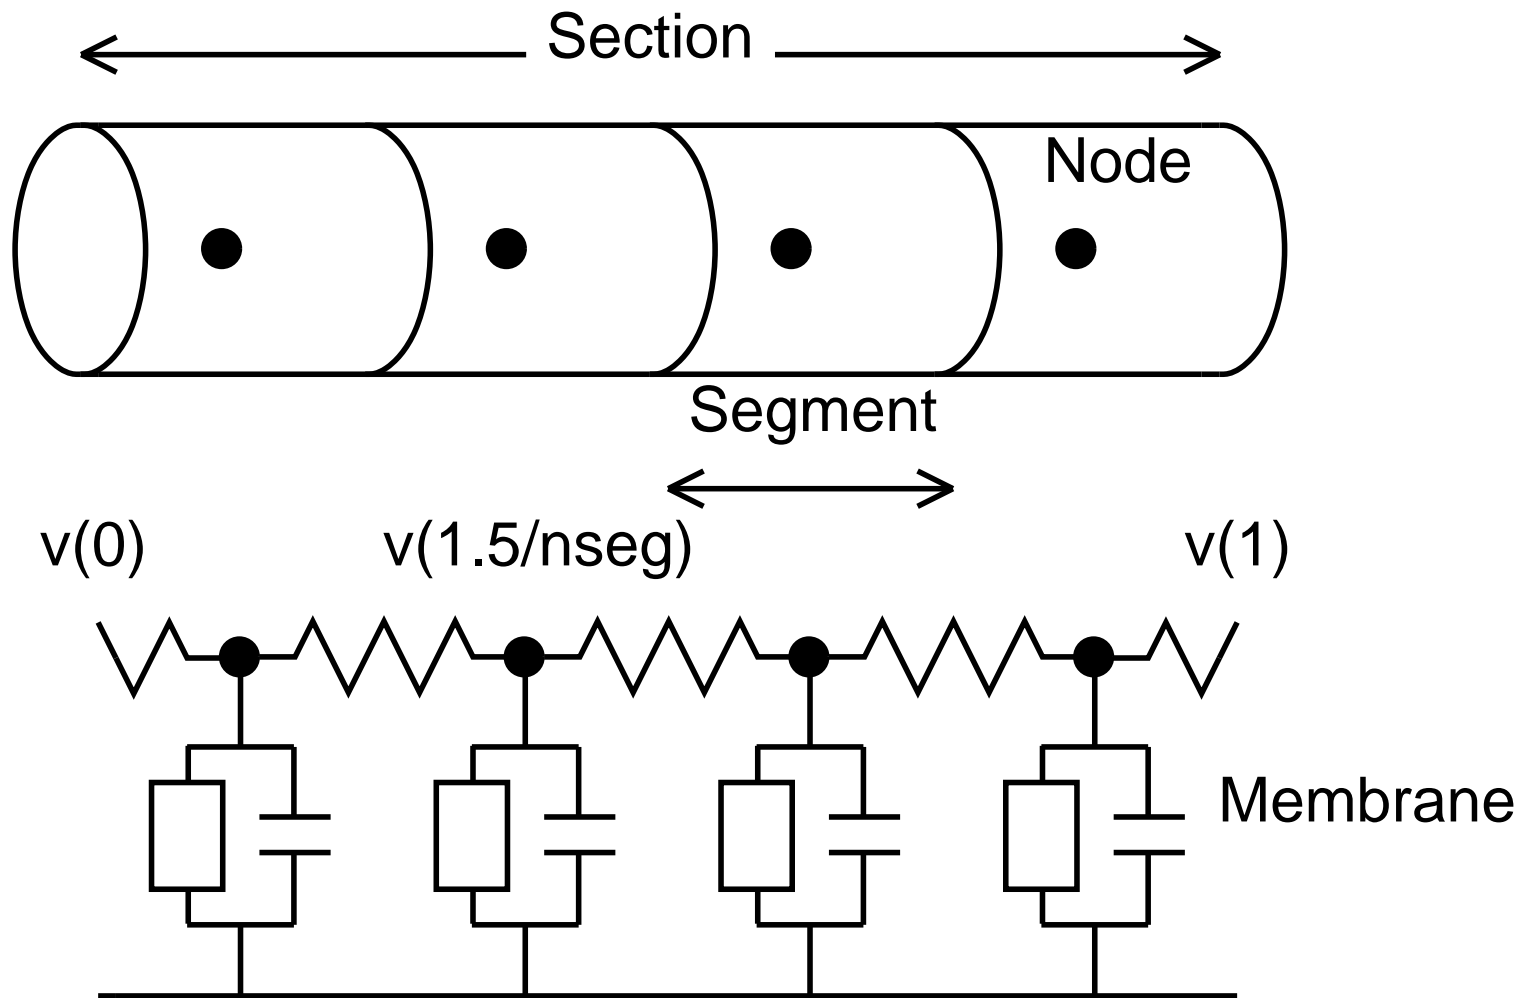 Section
Node
Segment
v(0)
v(1.5/nseg)
v(1)
Membrane